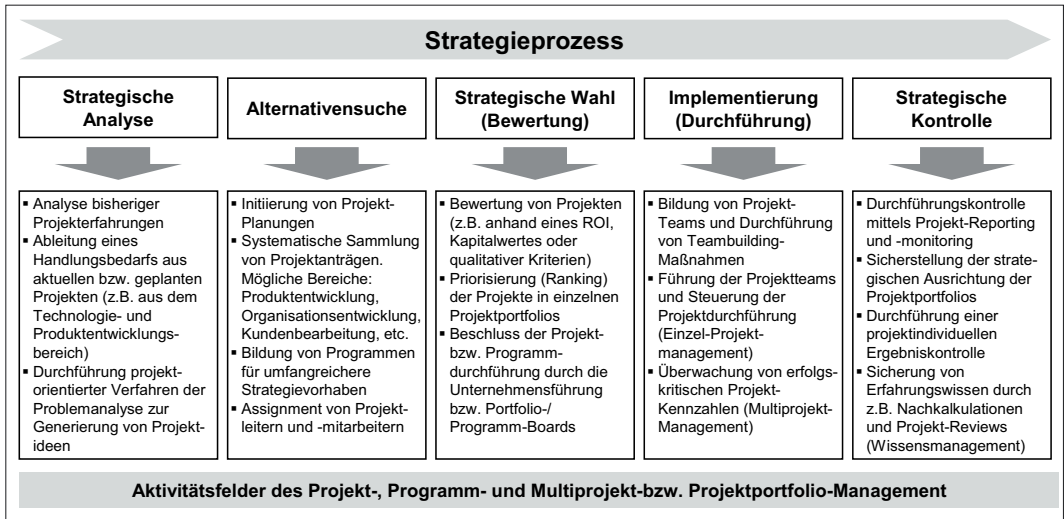 Strategieprozess
Strategische
Analyse
Alternativensuche
Strategische Wahl
(Bewertung)
Implementierung
(Durchführung)
Strategische
Kontrolle
▪ Analyse bisheriger
Projekterfahrungen
▪ Ableitung eines
Handlungsbedarfs aus
aktuellen bzw. geplanten
Projekten (z.B. aus dem
Technologie- und
Produktentwicklungs-
bereich)
▪ Durchführung projekt-
orientierter Verfahren der
Problemanalyse zur
Generierung von Projekt-
ideen
▪ Initiierung von Projekt-
Planungen
▪ Systematische Sammlung
von Projektanträgen.
Mögliche Bereiche:
Produktentwicklung,
Organisationsentwicklung,
Kundenbearbeitung, etc.
▪ Bildung von Programmen
für umfangreichere
Strategievorhaben
▪ Assignment von Projekt-
leitern und -mitarbeitern
▪ Bewertung von Projekten
(z.B. anhand eines ROI,
Kapitalwertes oder
qualitativer Kriterien)
▪ Priorisierung (Ranking)
der Projekte in einzelnen
Projektportfolios
▪ Beschluss der Projekt-
bzw. Programm-
durchführung durch die
Unternehmensführung
bzw. Portfolio-/
Programm-Boards
▪ Bildung von Projekt-
Teams und Durchführung
von Teambuilding-
Maßnahmen
▪ Führung der Projektteams
und Steuerung der
Projektdurchführung
(Einzel-Projekt-
management)
▪ Überwachung von erfolgs-
kritischen Projekt-
Kennzahlen (Multiprojekt-
Management)
▪ Durchführungskontrolle
mittels Projekt-Reporting
und -monitoring
▪ Sicherstellung der strate-
gischen Ausrichtung der
Projektportfolios
▪ Durchführung einer
projektindividuellen
Ergebniskontrolle
▪ Sicherung von
Erfahrungswissen durch
z.B. Nachkalkulationen
und Projekt-Reviews
(Wissensmanagement)
Aktivitätsfelder des Projekt-, Programm- und Multiprojekt-bzw. Projektportfolio-Management